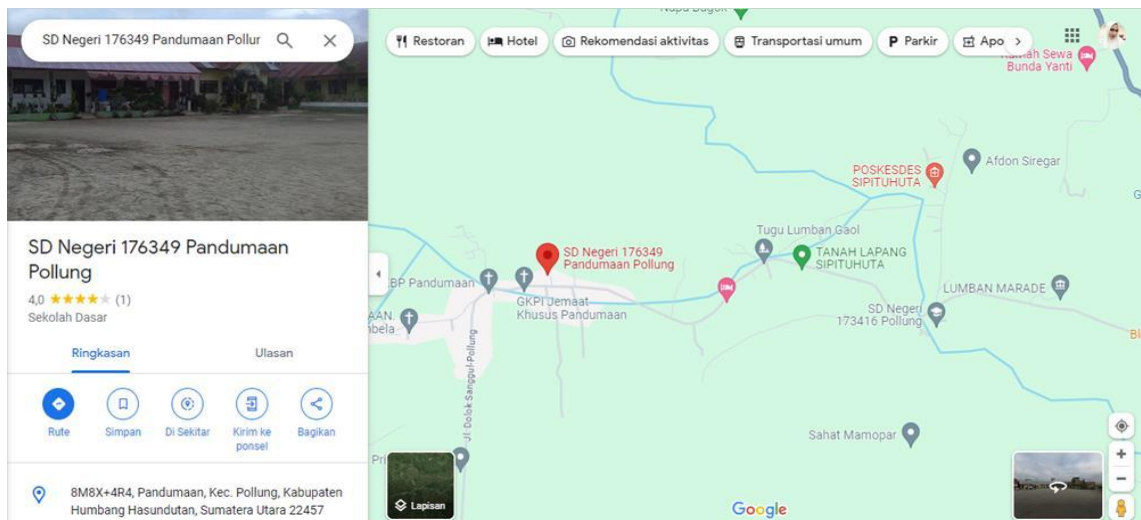 SD Negeri 176349 Pandumaan Pollur
Restoran
Hotel
Rekomendasi aktivitas
Transportasi umum
P Parkir
Apo
Bunda Yanti
SD Negeri 176349 Pandumaan
Pollung
4,0 (1)
Sekolah Dasar
Ringkasan
Ulasan
Rute
Simpan
Di Sekitar
Kirim ke
ponsel
Bagikan
8M8X+4R4, Pandumaan, Kec. Pollung, Kabupaten
Humbang Hasundutan, Sumatera Utara 22457
POSKESDES
SIPITUHUTA
Afdon Siregar
Tugu Lumban Gaol
SD Negeri 176349
Pandumaan Pollung
TANAH LAPANG
SIPITUHUTA
BP Pandumaan
GKPI Jemaat
Khusus Pandumaan
LUMBAN MARADE
SD Negeri
173416 Pollung
Jl. Dolok Sanggul-Pollung
Sahat Mamopar
Lapisan
Google